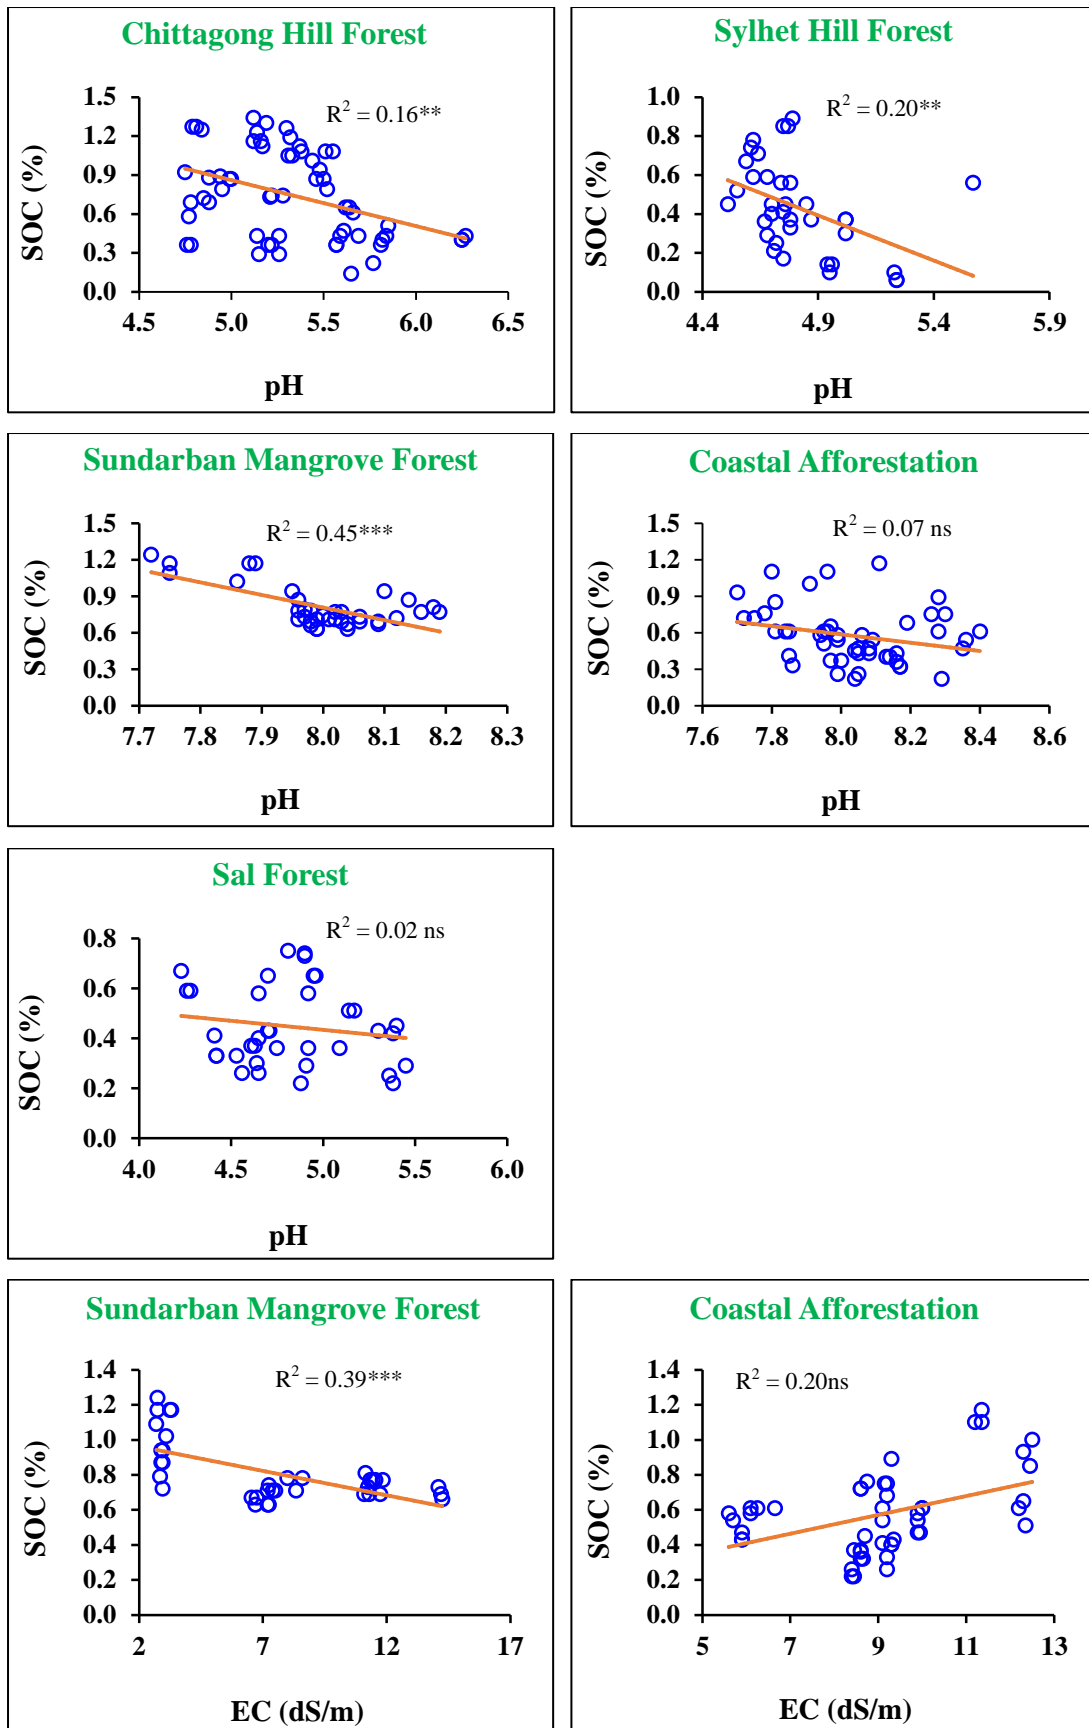 Chittagong Hill Forest
R² = 0.16**
SOC (%)
1.5
1.2
0.9
0.6
0.3
0.0
4.5 5.0 5.5 6.0 6.5
pH
Sylhet Hill Forest
R² = 0.20**
SOC (%)
1.0
0.8
0.6
0.4
0.2
0.0
4.4 4.9 5.4 5.9
pH
Sundarban Mangrove Forest
R² = 0.45***
SOC (%)
1.5
1.2
0.9
0.6
0.3
0.0
7.7 7.9 8.0 8.1 8.2 8.3
pH
Coastal Afforestation
R² = 0.07 ns
SOC (%)
1.5
1.2
0.9
0.6
0.3
0.0
7.6 7.8 8.0 8.2 8.4 8.6
pH
Sal Forest
R² = 0.02 ns
SOC (%)
0.8
0.6
0.4
0.2
0.0
4.0 4.5 5.0 5.5 6.0
pH
Sundarban Mangrove Forest
R² = 0.39***
SOC (%)
1.4
1.2
1.0
0.8
0.6
0.4
0.2
0.0
2 7 12 17
EC (dS/m)
Coastal Afforestation
R² = 0.20ns
SOC (%)
1.4
1.2
1.0
0.8
0.6
0.4
0.2
0.0
5 7 9 11 13
EC (dS/m)